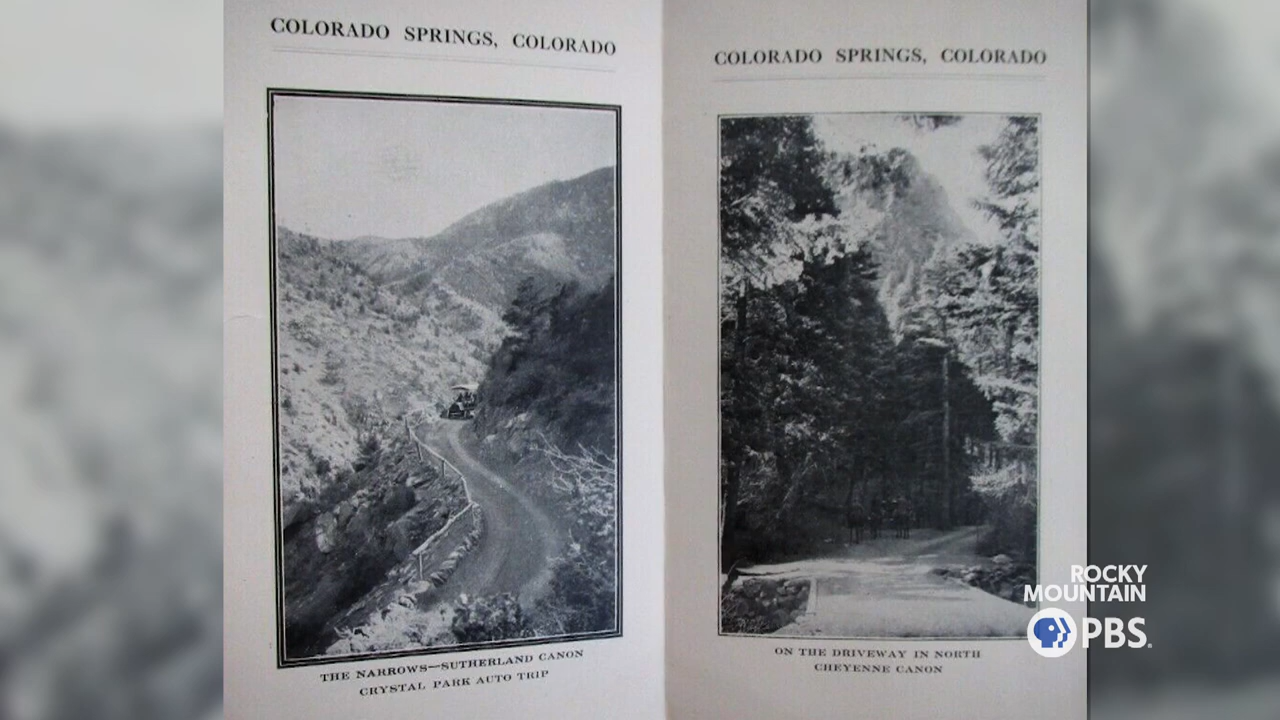 COLORADO SPRINGS, COLORADO
THE NARROWS—SUTHERLAND CANON
CRYSTAL PARK AUTO TRIP
COLORADO SPRINGS, COLORADO
ON THE DRIVEWAY IN NORTH
CHEYENNE CANON
ROCKY
MOUNTAIN
PBS